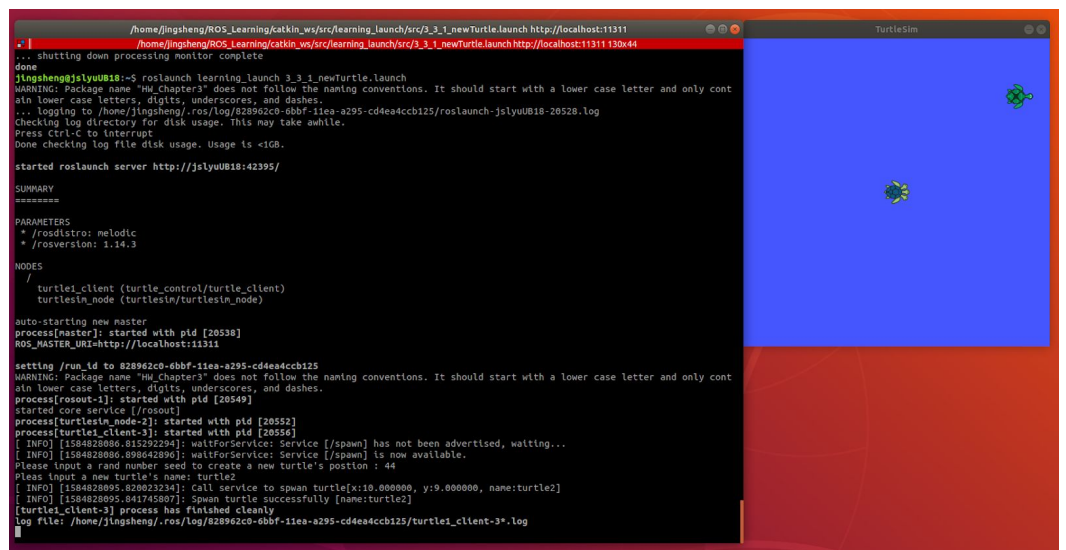 /home/jingsheng/ROS_Learning/catkin_ws/src/learning_launch/src/3_3_1_newTurtle.launch http://localhost:11311
/home/jingsheng/ROS_Learning/catkin_ws/src/learning_launch/src/3_3_1_newTurtle.launch http://localhost:11311 130x44
... shutting down processing monitor complete
done
jingsheng@jslyuUB18:~$ roslaunch learning_launch 3_3_1_newTurtle.launch
WARNING: Package name "HW_Chapter3" does not follow the naming conventions. It should start with a lower case letter and only cont
ain lower case letters, digits, underscores, and dashes.
... logging to /home/jingsheng/.ros/log/828962c0-6bbf-11ea-a295-cd4ea4ccb125/roslaunch-jslyuUB18-20528.log
Checking log directory for disk usage. This may take awhile.
Press Ctrl-C to interrupt
Done checking log file disk usage. Usage is <1GB.
started roslaunch server http://jslyuUB18:42395/
SUMMARY
========
PARAMETERS
* /rosdistro: melodic
* /rosversion: 1.14.3
NODES
/
turtle1_client (turtle_control/turtle_client)
turtlesim_node (turtlesim/turtlesim_node)
auto-starting new master
process[master]: started with pid [20538]
ROS_MASTER_URI=http://localhost:11311
setting /run_id to 828962c0-6bbf-11ea-a295-cd4ea4ccb125
WARNING: Package name "HW_Chapter3" does not follow the naming conventions. It should start with a lower case letter and only cont
ain lower case letters, digits, underscores, and dashes.
process[rosout-1]: started with pid [20549]
started core service [/rosout]
process[turtlesim_node-2]: started with pid [20552]
process[turtle1_client-3]: started with pid [20556]
[ INFO] [1584828086.815292294]: waitForService: Service [/spawn] has not been advertised, waiting...
[ INFO] [1584828086.898642896]: waitForService: Service [/spawn] is now available.
Please input a rand number seed to create a new turtle's postion : 44
Pleas input a new turtle's name: turtle2
[ INFO] [1584828095.820023234]: Call service to spwan turtle[x:10.000000, y:9.000000, name:turtle2]
[ INFO] [1584828095.841745807]: Spwan turtle successfully [name:turtle2]
[turtle1_client-3] process has finished cleanly
log file: /home/jingsheng/.ros/log/828962c0-6bbf-11ea-a295-cd4ea4ccb125/turtle1_client-3*.log
TurtleSim